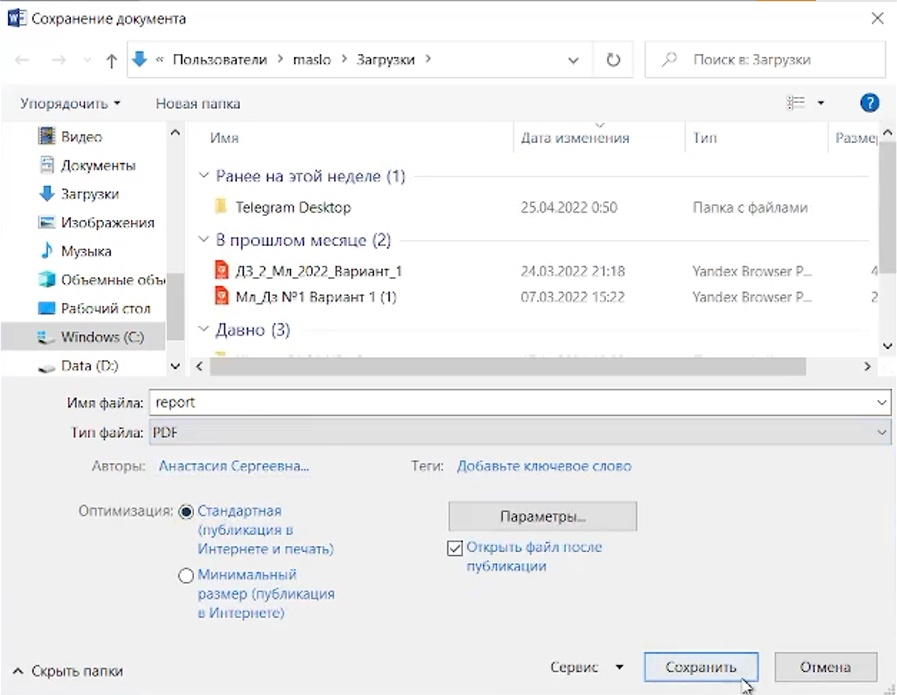 Сохранение документа
« Пользователи > maslo > Загрузки >
Поиск в: Загрузки
Упорядочить
Новая папка
?
Видео
Документы
Загрузки
Изображения
Музыка
Объемные объ
Рабочий стол
Windows (C:)
Data (D:)
Имя
Дата изменения
Тип
Размер
Ранее на этой неделе (1)
Telegram Desktop
25.04.2022 0:50
Папка с файлами
В прошлом месяце (2)
ДЗ_2_Мл_2022_Вариант_1
24.03.2022 21:18
Yandex Browser P...
4
Мл_Дз №1 Вариант 1 (1)
07.03.2022 15:22
Yandex Browser P...
2
Давно (3)
Имя файла: report
Тип файла: PDF
Авторы: Анастасия Сергеевна...
Теги: Добавьте ключевое слово
Оптимизация:
Стандартная
(публикация в
Интернете и печать)
Минимальный
размер (публикация
в Интернете)
Параметры...
Открыть файл после
публикации
Скрыть папки
Сервис
Сохранить
Отмена